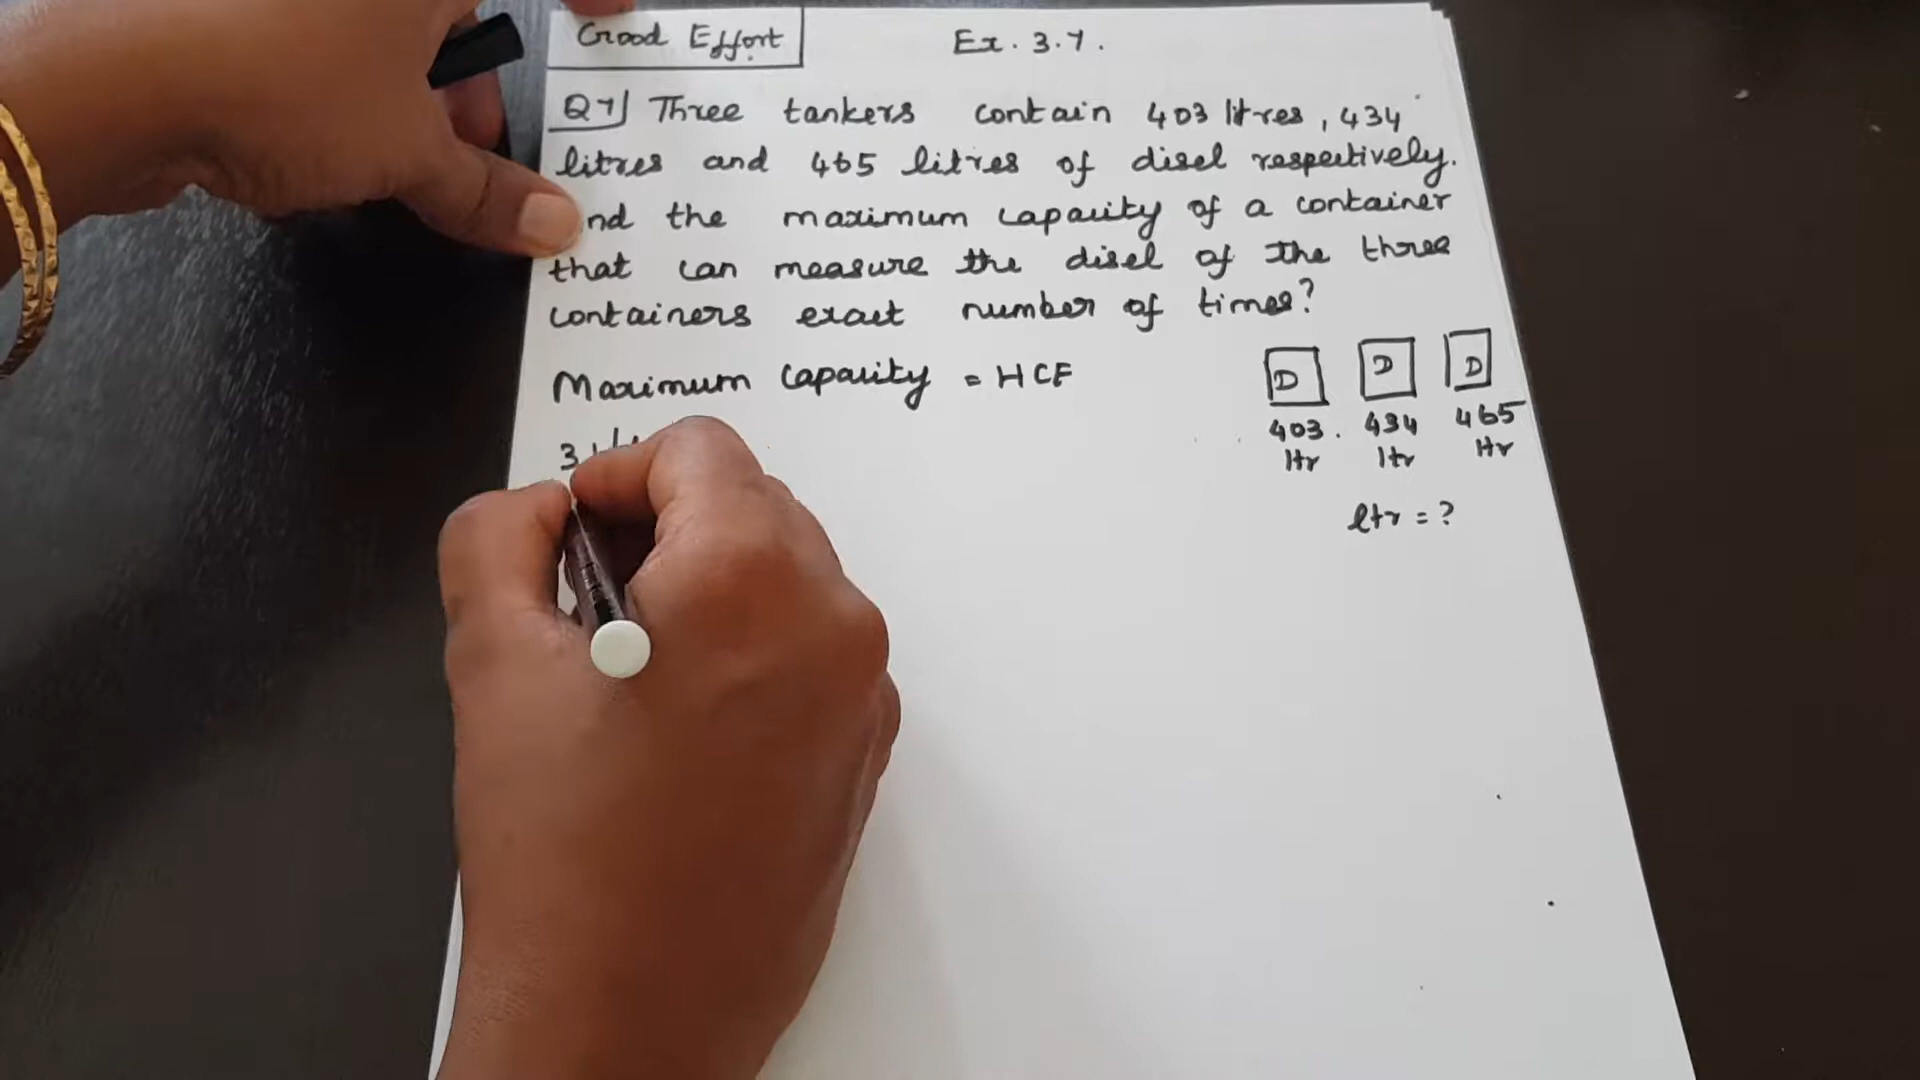 Good Effort
Ex. 3.7.
Q7) Three tankers contain 403 litres, 434
litres and 465 litres of disel respectively.
nd the maximum capacity of a container
that can measure the disel of the three
containers exact number of times?
Maximum capacity = HCF
D D D
403. 434 465
ltr ltr ltr
ltr = ?